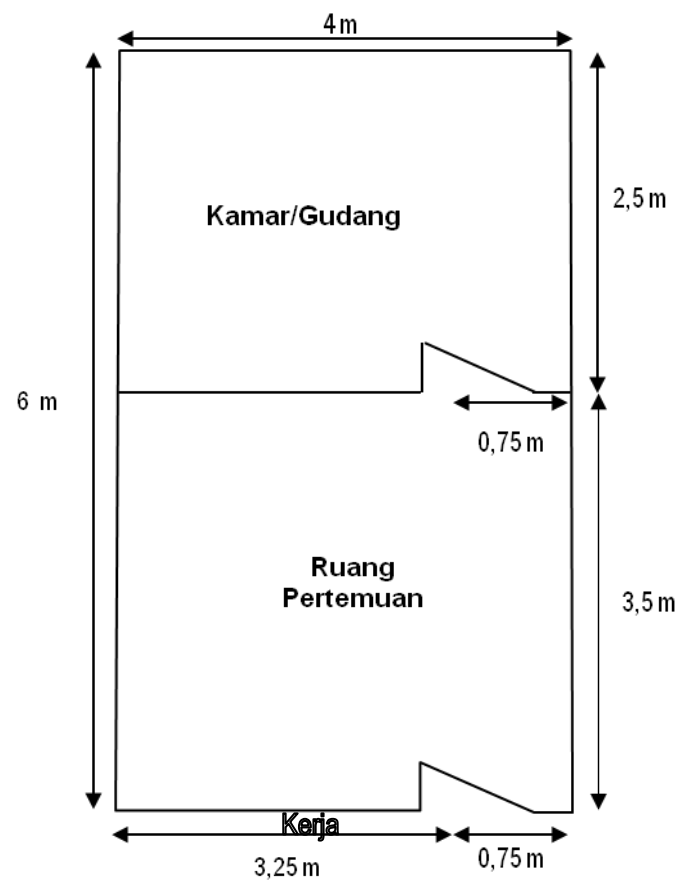 4 m
2,5 m
Kamar/Gudang
6 m
0,75 m
Ruang
Pertemuan
3,5 m
Kerja
3,25 m
0,75 m